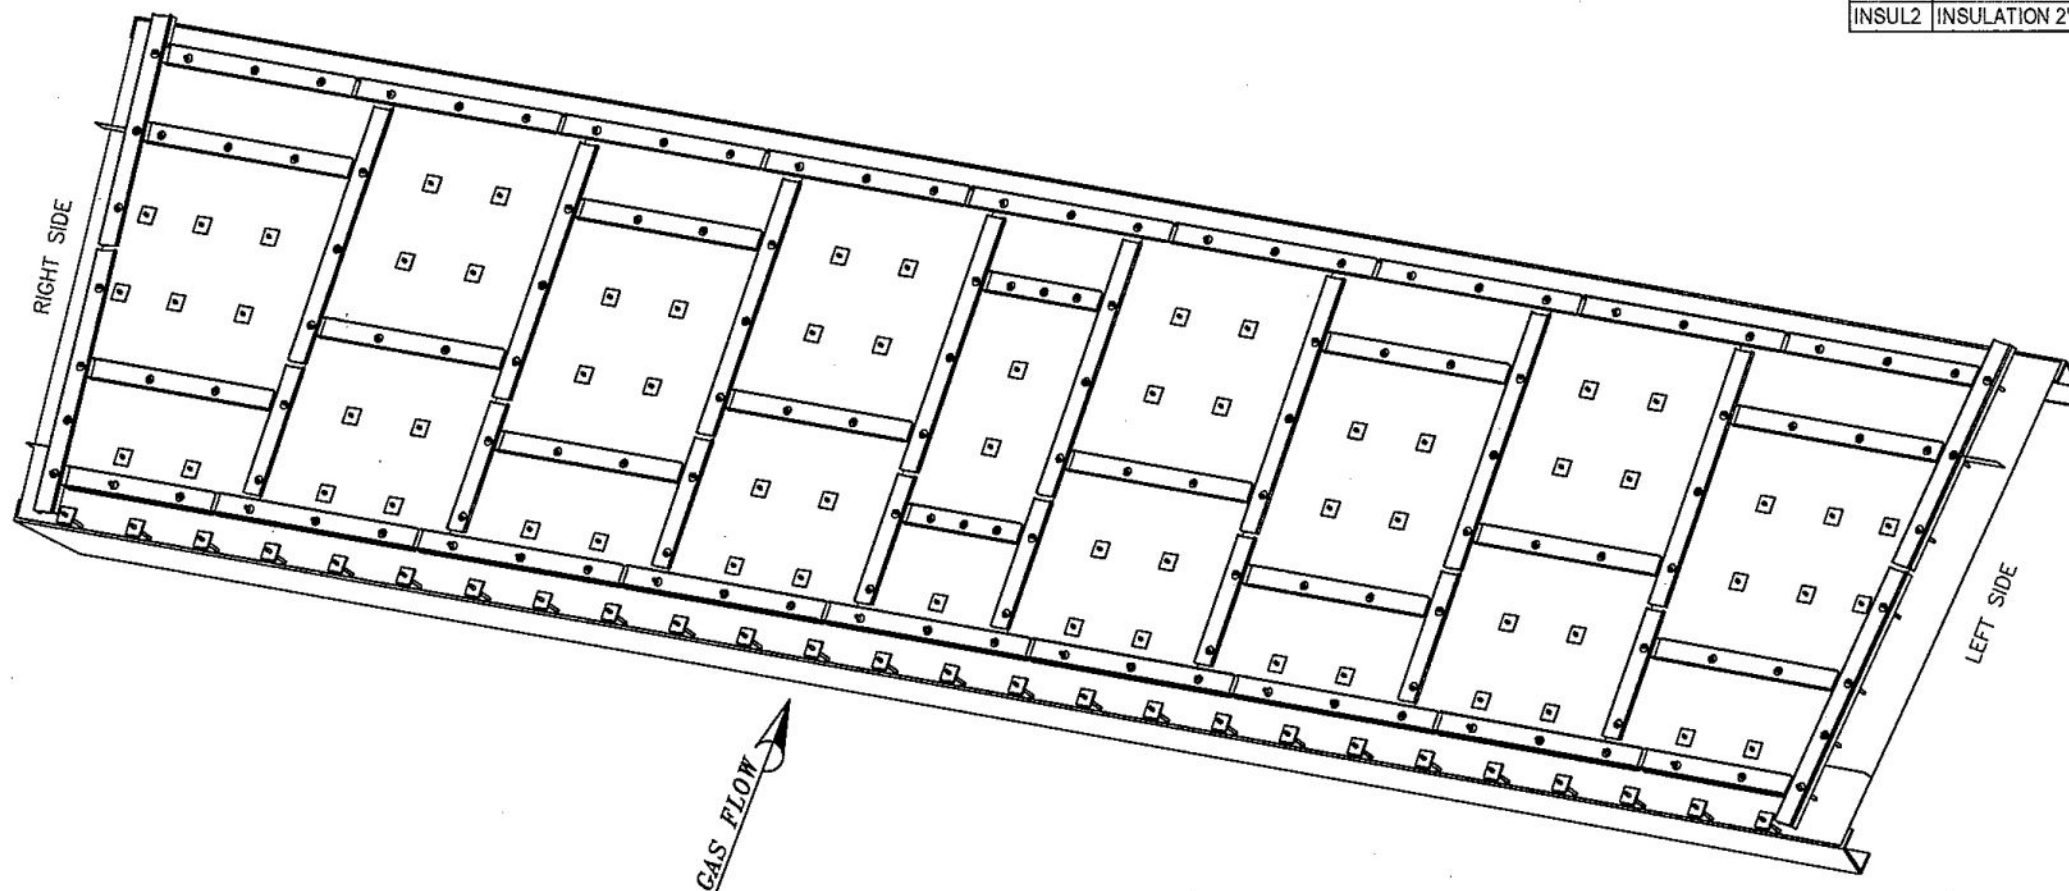 INSUL2 INSULATION 2"
RIGHT SIDE
LEFT SIDE
GAS FLOW